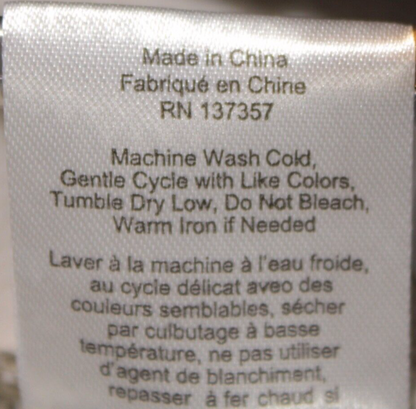 Made in China
Fabriqué en Chine
RN 137357
Machine Wash Cold,
Gentle Cycle with Like Colors,
Tumble Dry Low, Do Not Bleach,
Warm Iron if Needed
Laver à la machine à l'eau froide,
au cycle délicat avec des
couleurs semblables, sécher
par culbutage à basse
température, ne pas utiliser
d'agent de blanchiment,
repasser à fer chaud si